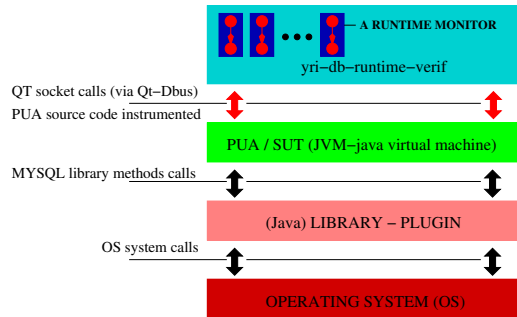 A RUNTIME MONITOR
yri−db−runtime−verif
QT socket calls (via Qt−Dbus)
PUA source code instrumented
PUA / SUT (JVM−java virtual machine)
MYSQL library methods calls
(Java) LIBRARY − PLUGIN
OS system calls
OPERATING SYSTEM (OS)